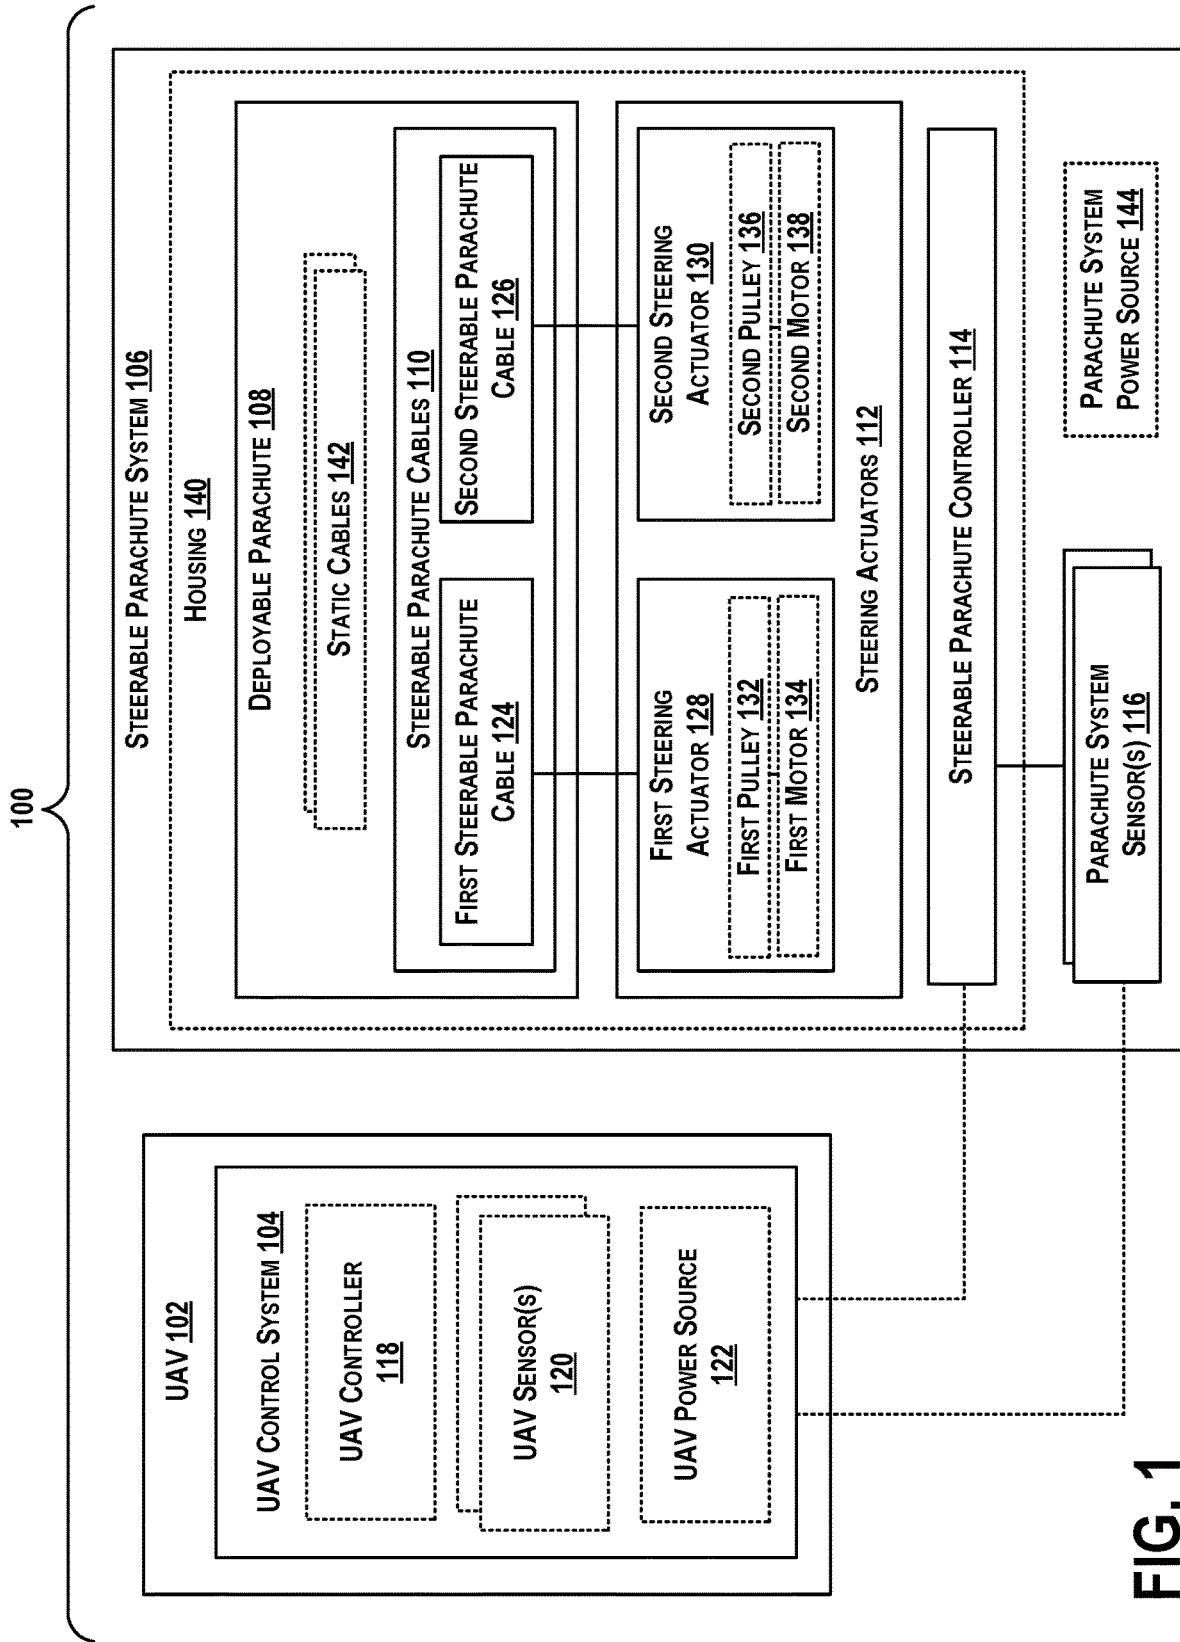 100
UAV 102
UAV CONTROL SYSTEM 104
UAV CONTROLLER
118
UAV SENSOR(S)
120
UAV POWER SOURCE
122
STEERABLE PARACHUTE SYSTEM 106
HOUSING 140
DEPLOYABLE PARACHUTE 108
STATIC CABLES 142
STEERABLE PARACHUTE CABLES 110
FIRST STEERABLE PARACHUTE
CABLE 124
SECOND STEERABLE PARACHUTE
CABLE 126
FIRST STEERING
ACTUATOR 128
FIRST PULLEY 132
FIRST MOTOR 134
SECOND STEERING
ACTUATOR 130
SECOND PULLEY 136
SECOND MOTOR 138
STEERING ACTUATORS 112
STEERABLE PARACHUTE CONTROLLER 114
PARACHUTE SYSTEM
SENSOR(S) 116
PARACHUTE SYSTEM
POWER SOURCE 144
FIG. 1